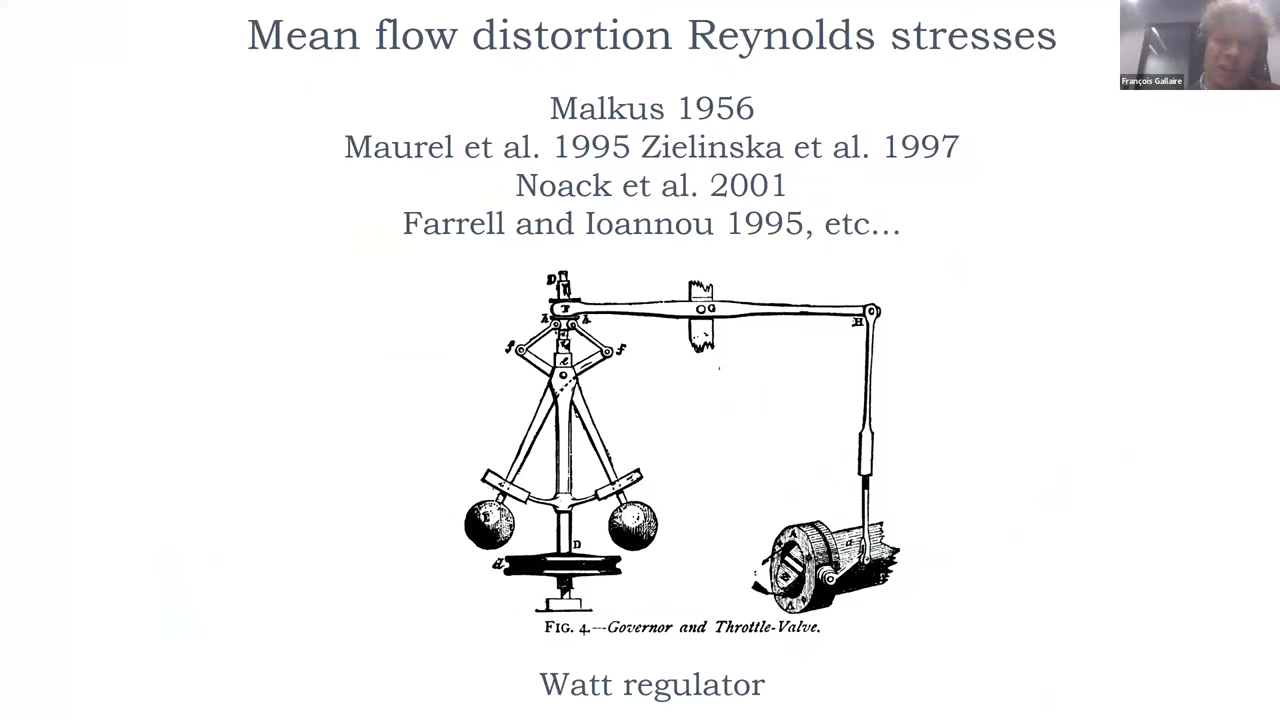 Mean flow distortion Reynolds stresses
François Gallaire
Malkus 1956
Maurel et al. 1995 Zielinska et al. 1997
Noack et al. 2001
Farrell and Ioannou 1995, etc...
D
F
G
A
A
H
f
f
e
E
D
d
A
a
A
FIG. 4.--Governor and Throttle-Valve.
Watt regulator